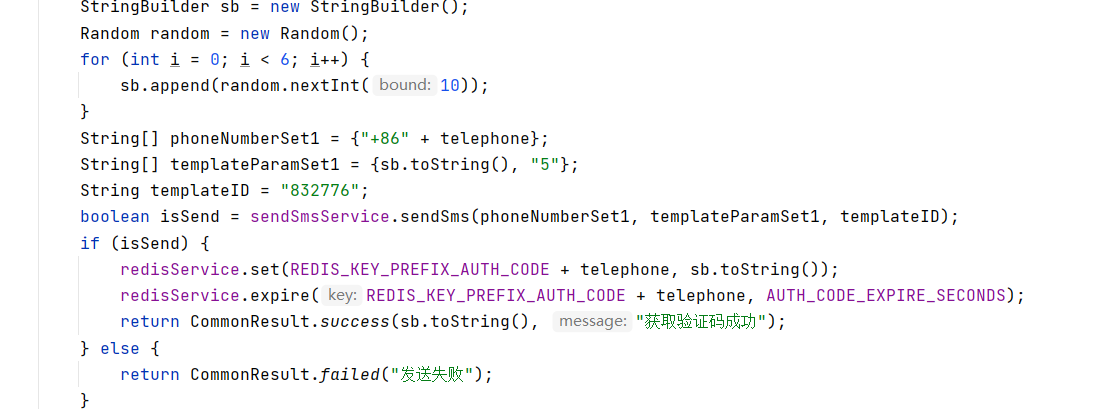 StringBuilder sb = new StringBuilder();
Random random = new Random();
for (int i = 0; i < 6; i++) {
sb.append(random.nextInt( bound: 10));
}
String[] phoneNumberSet1 = {"+86" + telephone};
String[] templateParamSet1 = {sb.toString(), "5"};
String templateID = "832776";
boolean isSend = sendSmsService.sendSms(phoneNumberSet1, templateParamSet1, templateID);
if (isSend) {
redisService.set(REDIS_KEY_PREFIX_AUTH_CODE + telephone, sb.toString());
redisService.expire( key: REDIS_KEY_PREFIX_AUTH_CODE + telephone, AUTH_CODE_EXPIRE_SECONDS);
return CommonResult.success(sb.toString(), message: "获取验证码成功");
} else {
return CommonResult.failed("发送失败");
}